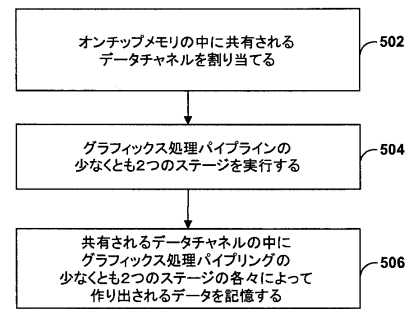 オンチップメモリの中に共有される
データチャネルを割り当てる
502
グラフィックス処理パイプラインの
少なくとも2つのステージを実行する
504
共有されるデータチャネルの中に
グラフィックス処理パイプリングの
少なくとも2つのステージの各々によって
作り出されるデータを記憶する
506